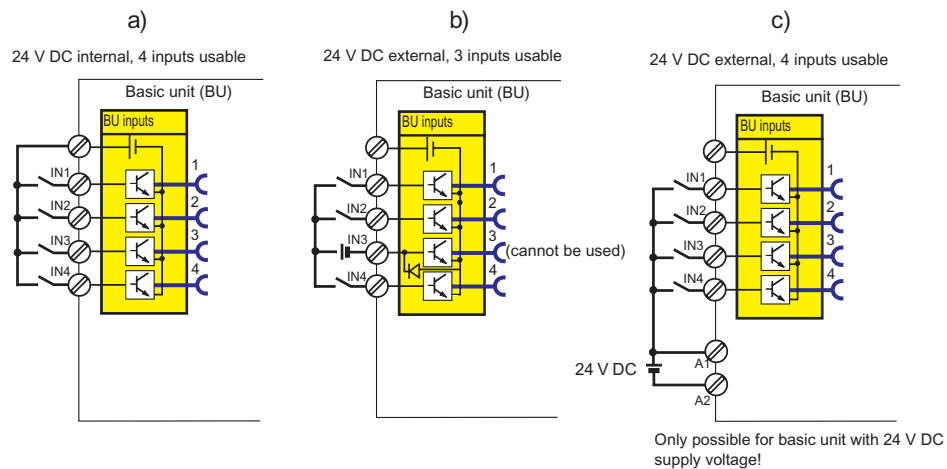 a)
24 V DC internal, 4 inputs usable
Basic unit (BU)
BU inputs
1
IN1
2
IN2
3
IN3
4
IN4
b)
24 V DC external, 3 inputs usable
Basic unit (BU)
BU inputs
1
IN1
2
IN2
3
IN3
(cannot be used)
4
IN4
c)
24 V DC external, 4 inputs usable
Basic unit (BU)
BU inputs
1
IN1
2
IN2
3
IN3
4
IN4
A1
24 V DC
A2
Only possible for basic unit with 24 V DC
supply voltage!